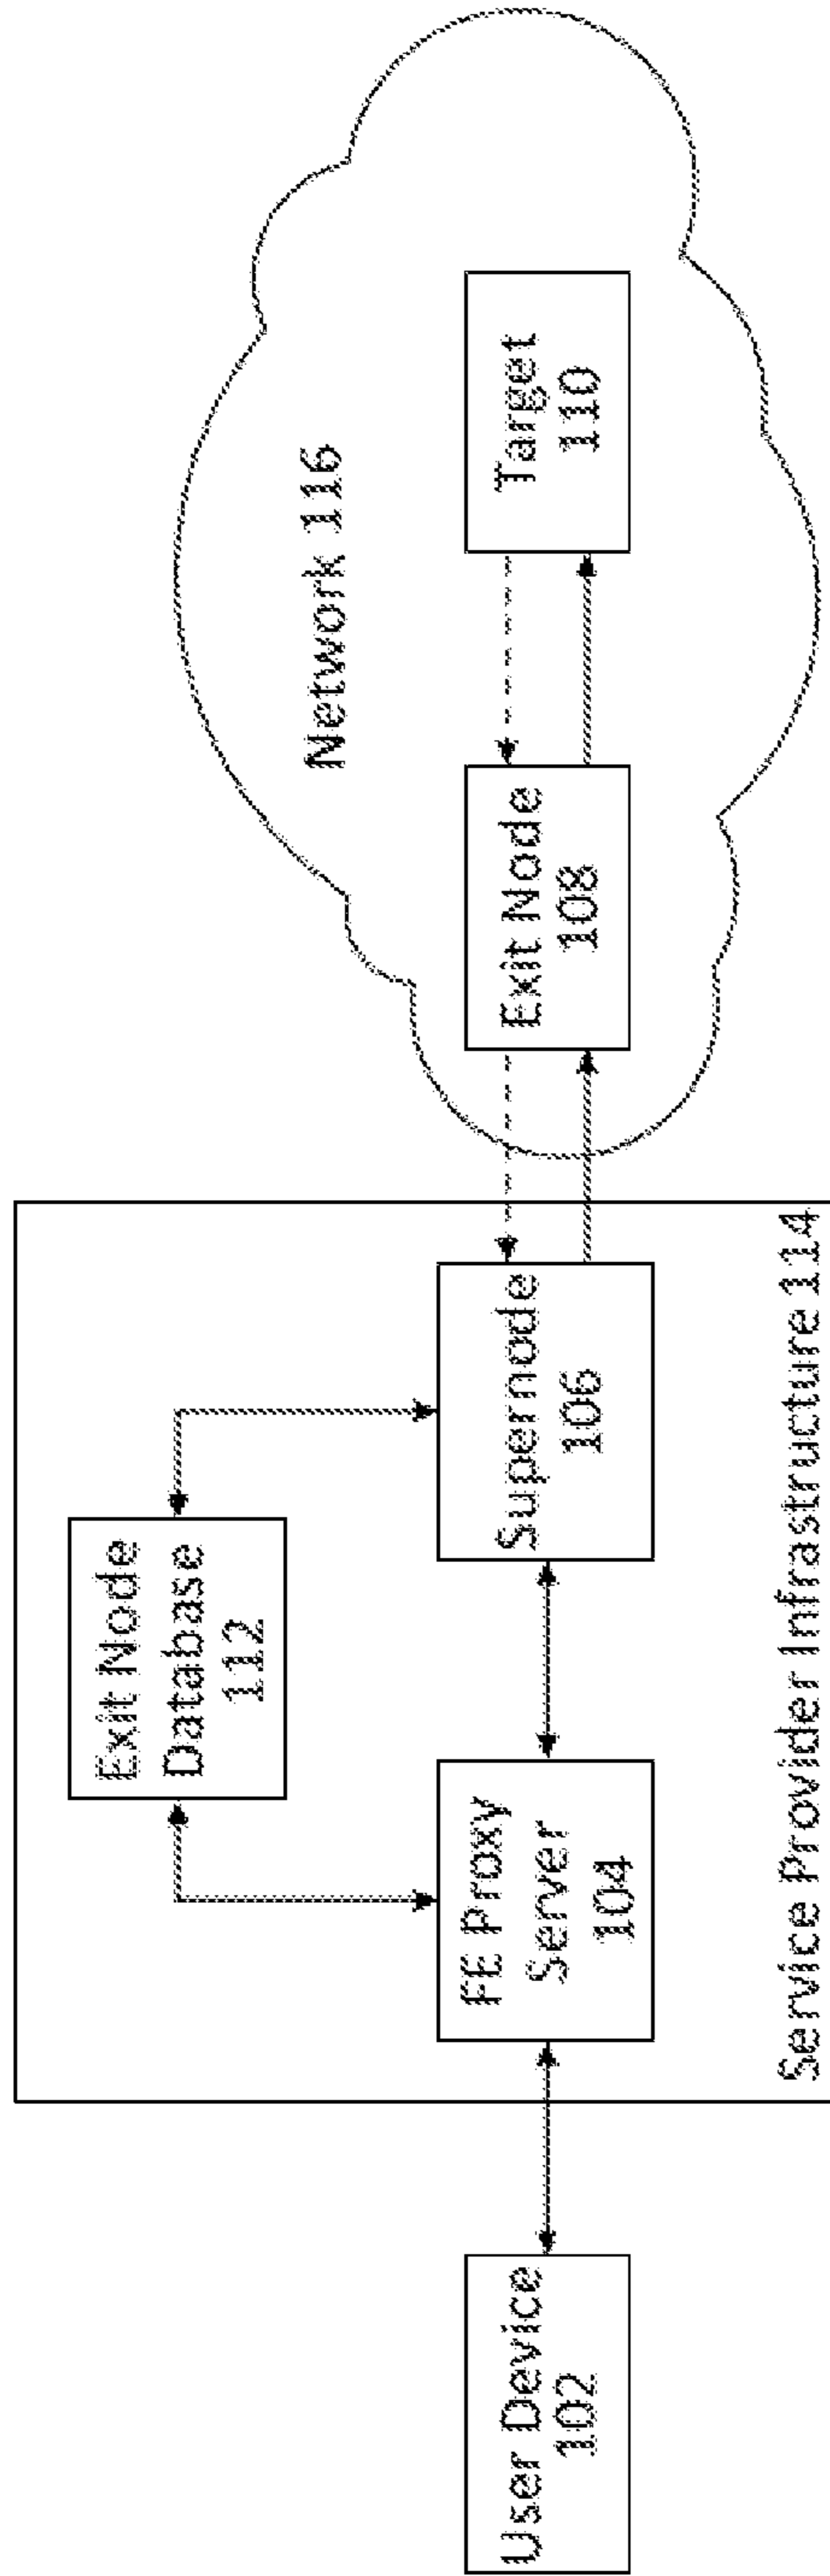 User Device
102
FE Proxy
Server
104
Exit Node
Database
112
Supernode
106
Service Provider Infrastructure 114
Network 116
Exit Node
108
Target
110